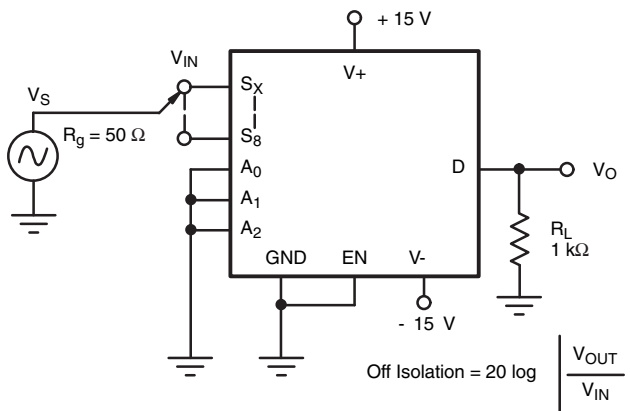 + 15 V
V+
V_IN
V_S
R_g = 50 Ω
S_X
S_8
A_0
A_1
A_2
D
V_O
R_L
1 kΩ
GND EN V-
- 15 V
Off Isolation = 20 log | V_OUT / V_IN